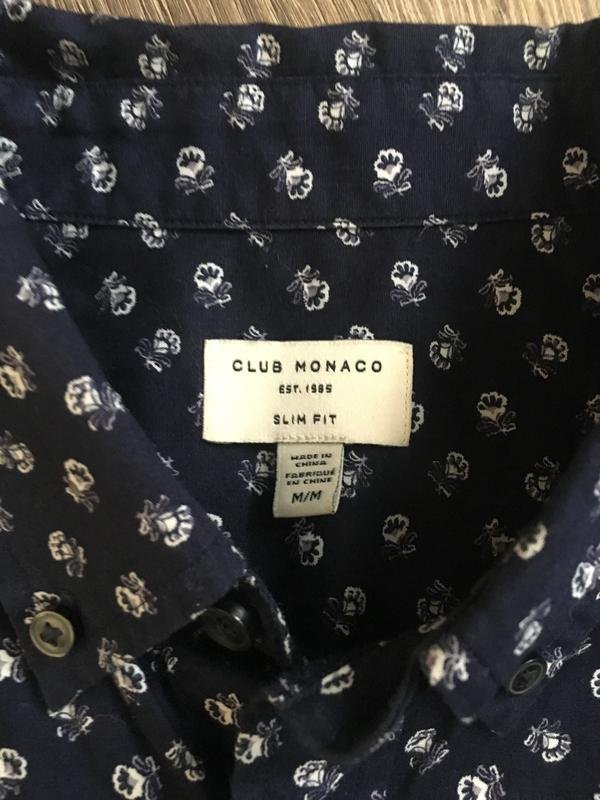 CLUB MONACO
EST. 1985
SLIM FIT
MADE IN
CHINA
FABRIQUÉ
EN CHINE
M/M